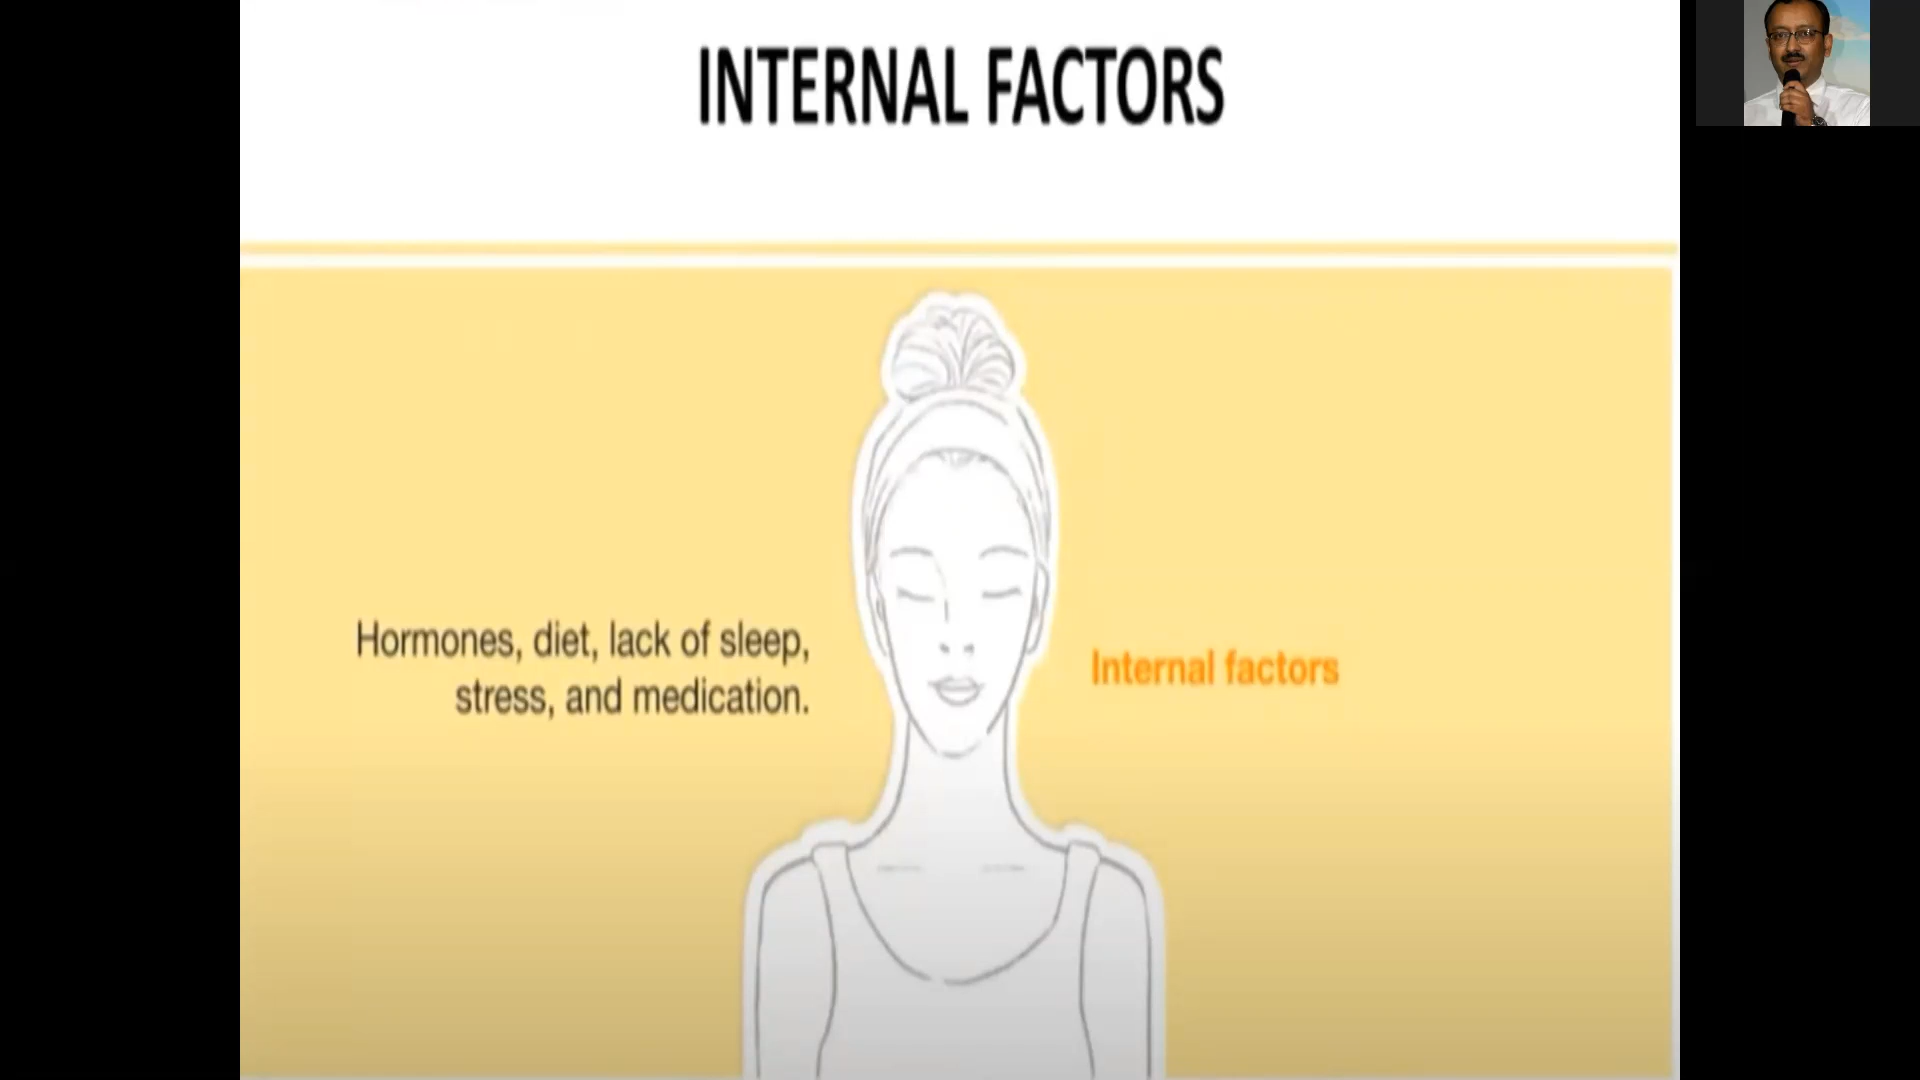 INTERNAL FACTORS
Hormones, diet, lack of sleep,
stress, and medication.
Internal factors